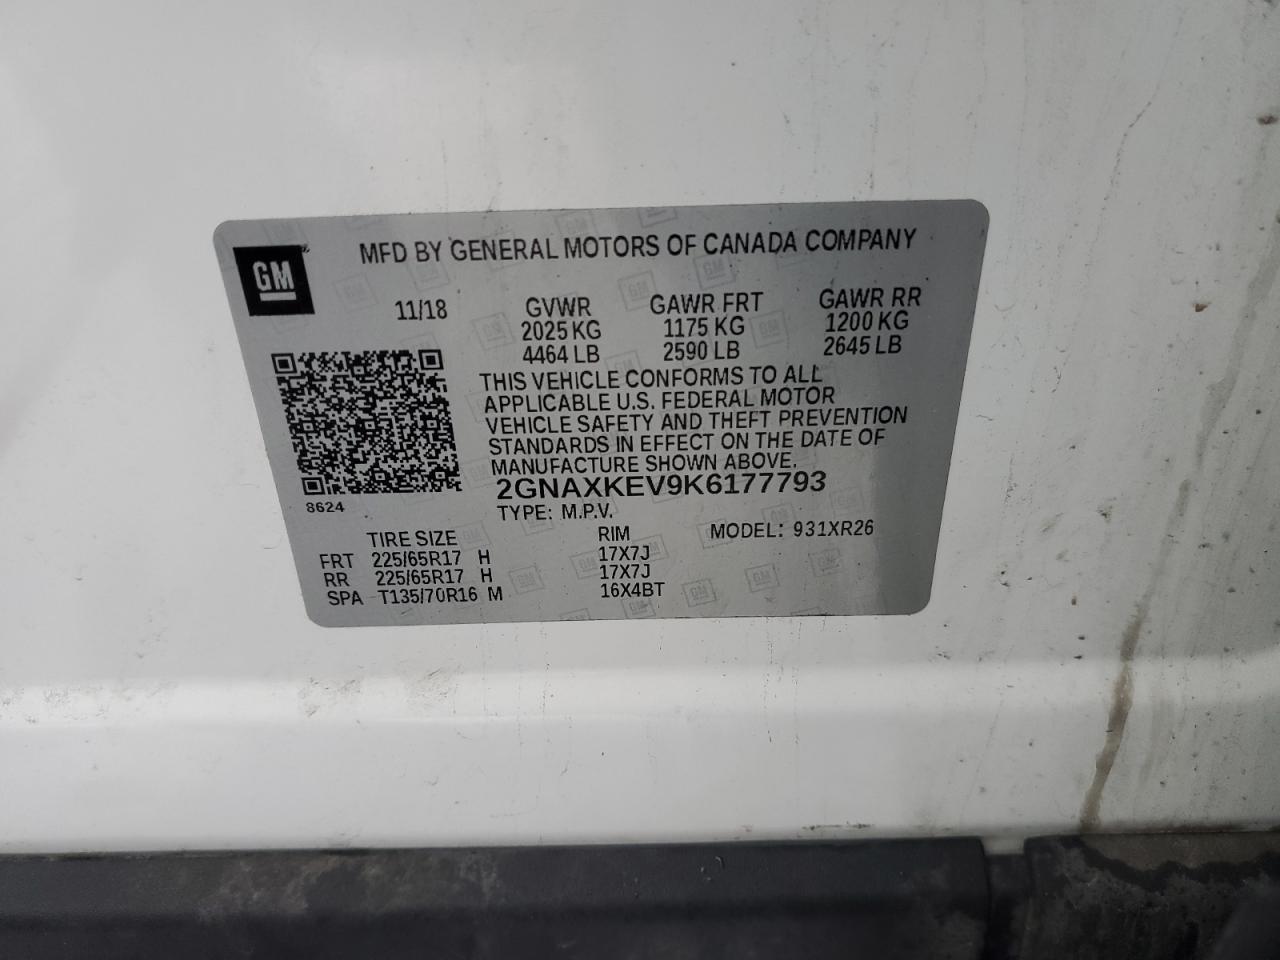 GM
MFD BY GENERAL MOTORS OF CANADA COMPANY
11/18 GVWR GAWR FRT GAWR RR
2025 KG 1175 KG 1200 KG
4464 LB 2590 LB 2645 LB
THIS VEHICLE CONFORMS TO ALL
APPLICABLE U.S. FEDERAL MOTOR
VEHICLE SAFETY AND THEFT PREVENTION
STANDARDS IN EFFECT ON THE DATE OF
MANUFACTURE SHOWN ABOVE.
2GNAXKEV9K6177793
8624
TYPE: M.P.V.
TIRE SIZE RIM MODEL: 931XR26
FRT 225/65R17 H 17X7J
RR 225/65R17 H 17X7J
SPA T135/70R16 M 16X4BT